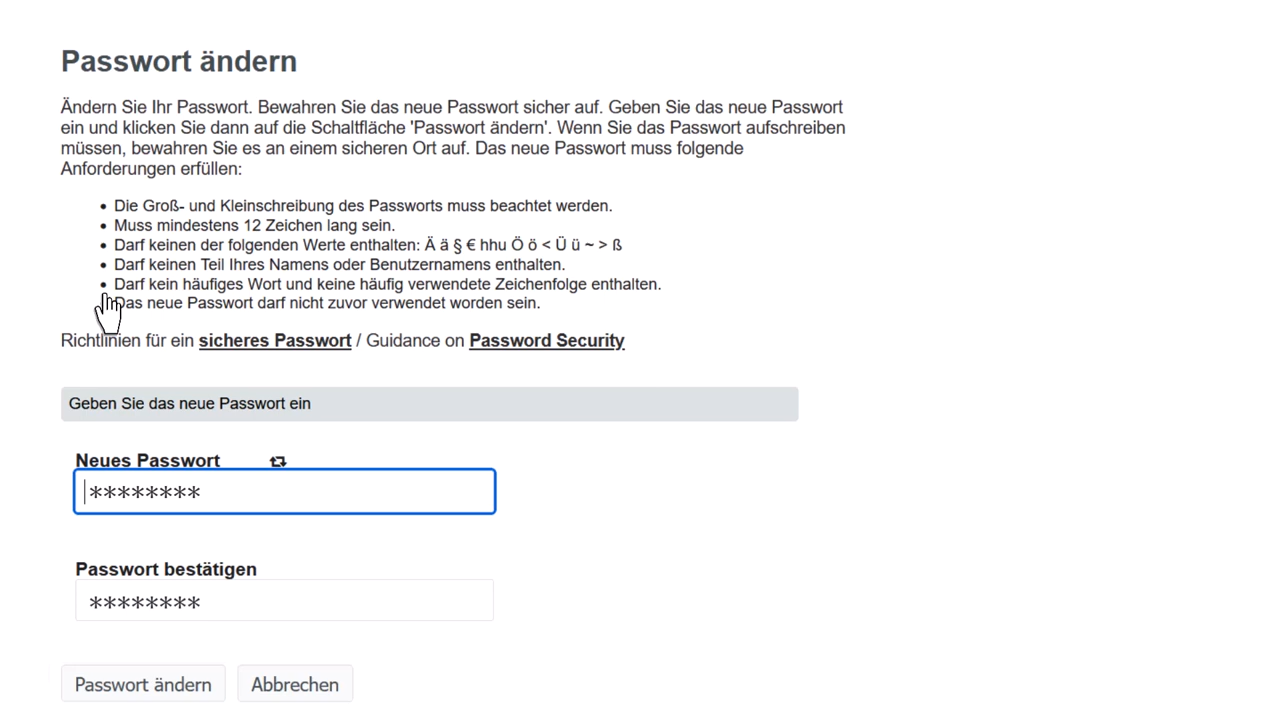 Passwort ändern
Ändern Sie Ihr Passwort. Bewahren Sie das neue Passwort sicher auf. Geben Sie das neue Passwort
ein und klicken Sie dann auf die Schaltfläche 'Passwort ändern'. Wenn Sie das Passwort aufschreiben
müssen, bewahren Sie es an einem sicheren Ort auf. Das neue Passwort muss folgende
Anforderungen erfüllen:
• Die Groß- und Kleinschreibung des Passworts muss beachtet werden.
• Muss mindestens 12 Zeichen lang sein.
• Darf keinen der folgenden Werte enthalten: Ä ä § € hhu Ö ö < Ü ü ~ > ß
• Darf keinen Teil Ihres Namens oder Benutzernamens enthalten.
• Darf kein häufiges Wort und keine häufig verwendete Zeichenfolge enthalten.
Das neue Passwort darf nicht zuvor verwendet worden sein.
Richtlinien für ein sicheres Passwort / Guidance on Password Security
Geben Sie das neue Passwort ein
Neues Passwort
********
Passwort bestätigen
********
Passwort ändern Abbrechen